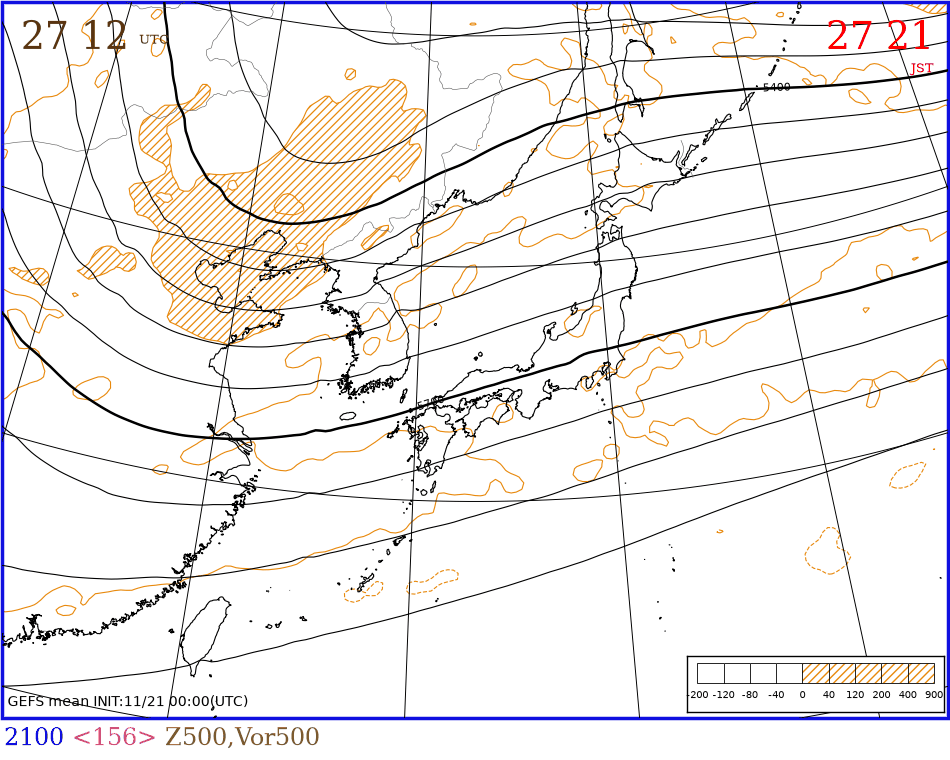 27 12 UTC
27 21 JST
5400
GEFS mean INIT:11/21 00:00(UTC)
-200 -120 -80 -40 0 40 120 200 400 900
2100 <156> Z500,Vor500